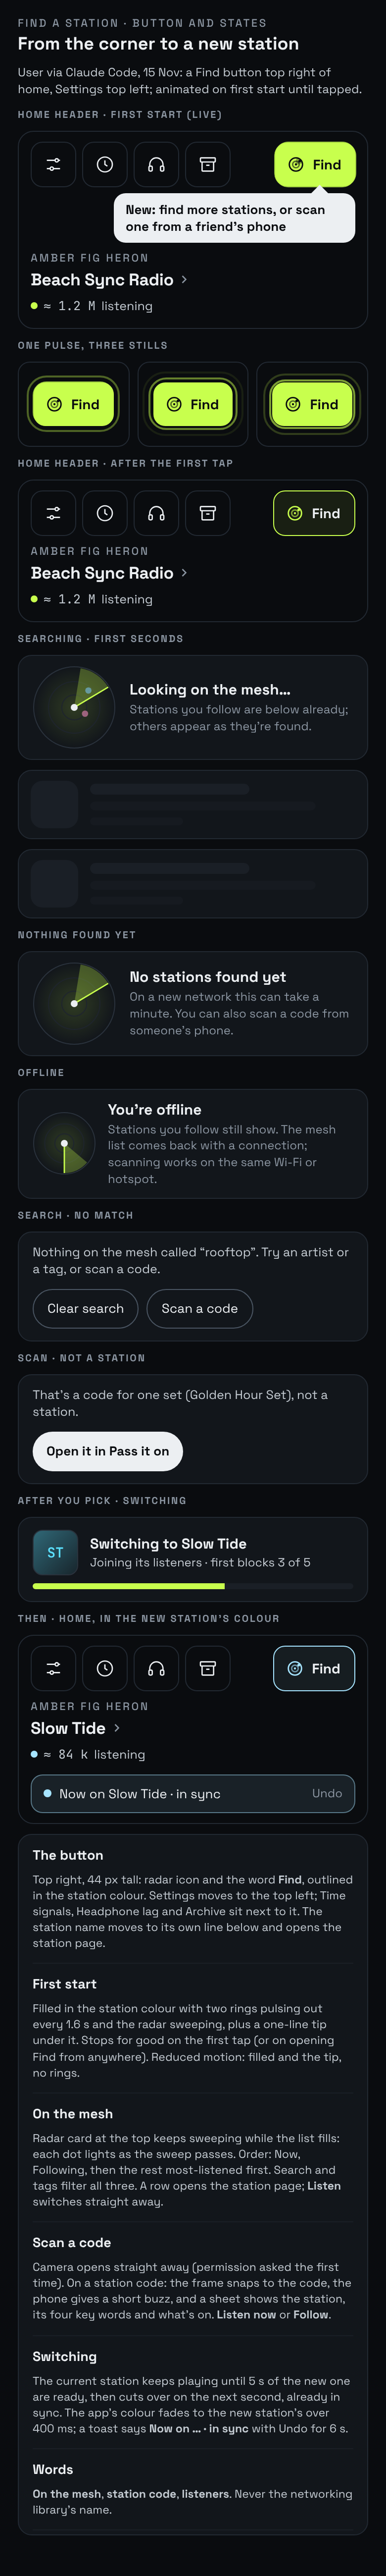 FIND A STATION · BUTTON AND STATES
From the corner to a new station
User via Claude Code, 15 Nov: a Find button top right of
home, Settings top left; animated on first start until tapped.
HOME HEADER · FIRST START (LIVE)
Find
New: find more stations, or scan
one from a friend's phone
AMBER FIG HERON
Beach Sync Radio ›
≈ 1.2 M listening
ONE PULSE, THREE STILLS
Find
Find
Find
HOME HEADER · AFTER THE FIRST TAP
Find
AMBER FIG HERON
Beach Sync Radio ›
≈ 1.2 M listening
SEARCHING · FIRST SECONDS
Looking on the mesh…
Stations you follow are below already;
others appear as they're found.
NOTHING FOUND YET
No stations found yet
On a new network this can take a
minute. You can also scan a code from
someone's phone.
OFFLINE
You're offline
Stations you follow still show. The mesh
list comes back with a connection;
scanning works on the same Wi-Fi or
hotspot.
SEARCH · NO MATCH
Nothing on the mesh called “rooftop”. Try an artist or
a tag, or scan a code.
Clear search
Scan a code
SCAN · NOT A STATION
That's a code for one set (Golden Hour Set), not a
station.
Open it in Pass it on
AFTER YOU PICK · SWITCHING
ST
Switching to Slow Tide
Joining its listeners · first blocks 3 of 5
THEN · HOME, IN THE NEW STATION'S COLOUR
Find
AMBER FIG HERON
Slow Tide ›
≈ 84 k listening
Now on Slow Tide · in sync
Undo
The button
Top right, 44 px tall: radar icon and the word Find, outlined
in the station colour. Settings moves to the top left; Time
signals, Headphone lag and Archive sit next to it. The
station name moves to its own line below and opens the
station page.
First start
Filled in the station colour with two rings pulsing out
every 1.6 s and the radar sweeping, plus a one-line tip
under it. Stops for good on the first tap (or on opening
Find from anywhere). Reduced motion: filled and the tip,
no rings.
On the mesh
Radar card at the top keeps sweeping while the list fills:
each dot lights as the sweep passes. Order: Now,
Following, then the rest most-listened first. Search and
tags filter all three. A row opens the station page; Listen
switches straight away.
Scan a code
Camera opens straight away (permission asked the first
time). On a station code: the frame snaps to the code, the
phone gives a short buzz, and a sheet shows the station,
its four key words and what's on. Listen now or Follow.
Switching
The current station keeps playing until 5 s of the new one
are ready, then cuts over on the next second, already in
sync. The app's colour fades to the new station's over
400 ms; a toast says Now on … · in sync with Undo for 6 s.
Words
On the mesh, station code, listeners. Never the networking
library's name.